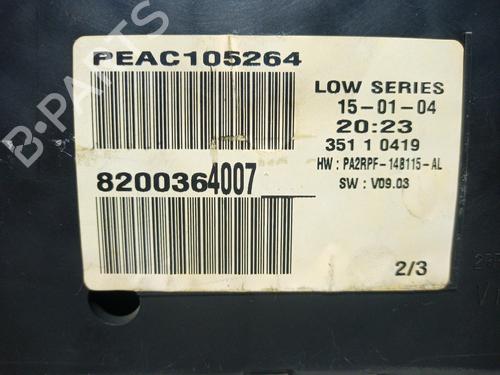 PEAC105264
LOW SERIES
15-01-04
20:23
351 1 0419
HW : PA2RPF-14B115-AL
SW : V09.03
8200364007
2/3
B-PARTS